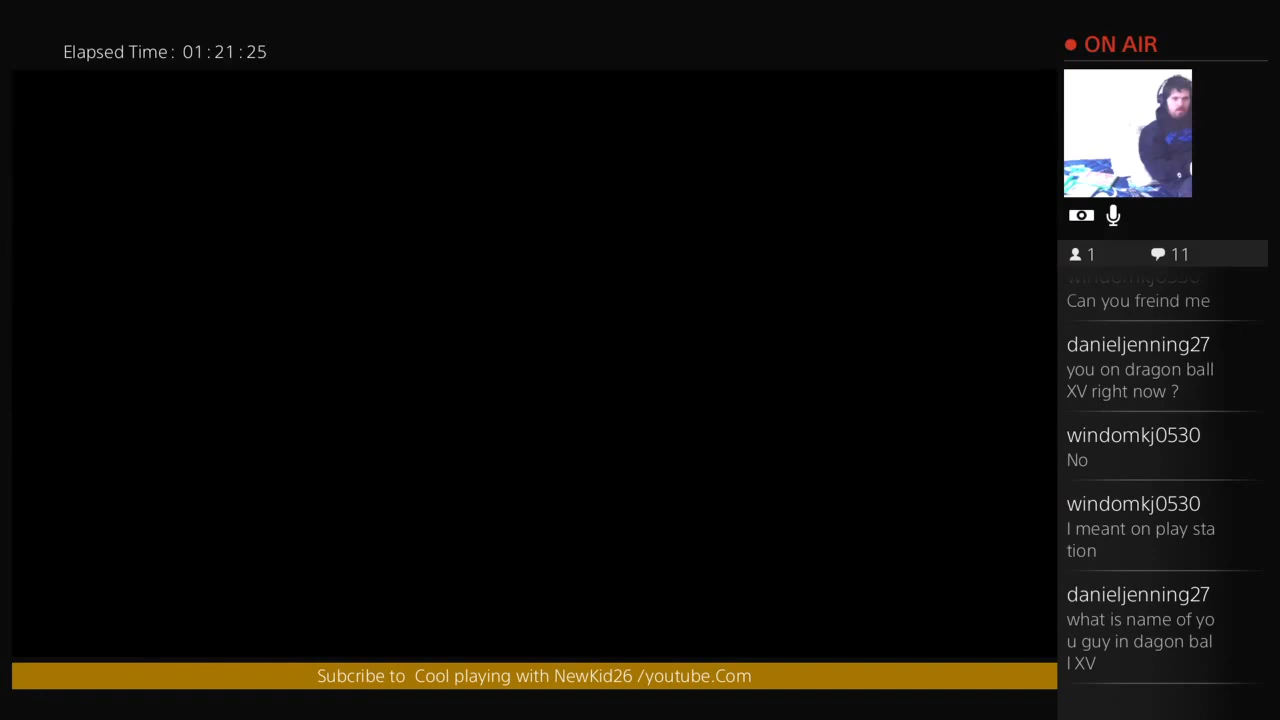 Elapsed Time: 01:21:25
ON AIR
1 11
windomkj0530
Can you freind me
danieljenning27
you on dragon ball
XV right now ?
windomkj0530
No
windomkj0530
I meant on play sta
tion
danieljenning27
what is name of yo
u guy in dagon bal
l XV
Subcribe to  Cool playing with NewKid26 /youtube.Com